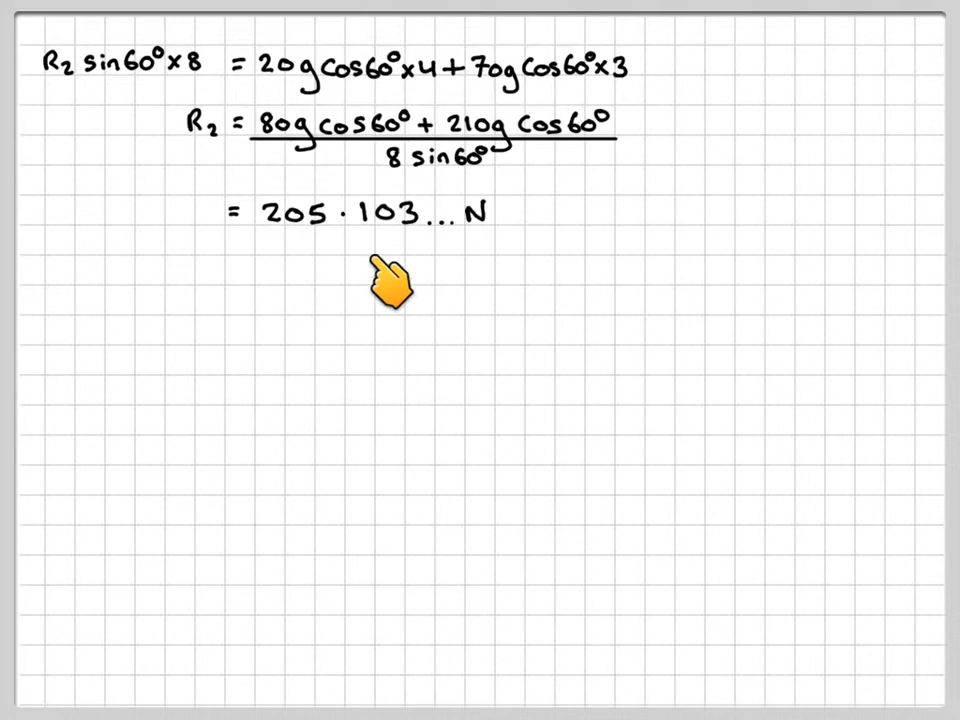 R₂ sin60° × 8 = 20g cos60° × 4 + 70g cos60° × 3
R₂ = 80g cos60° + 210g cos60°
8 sin60°
= 205.103... N